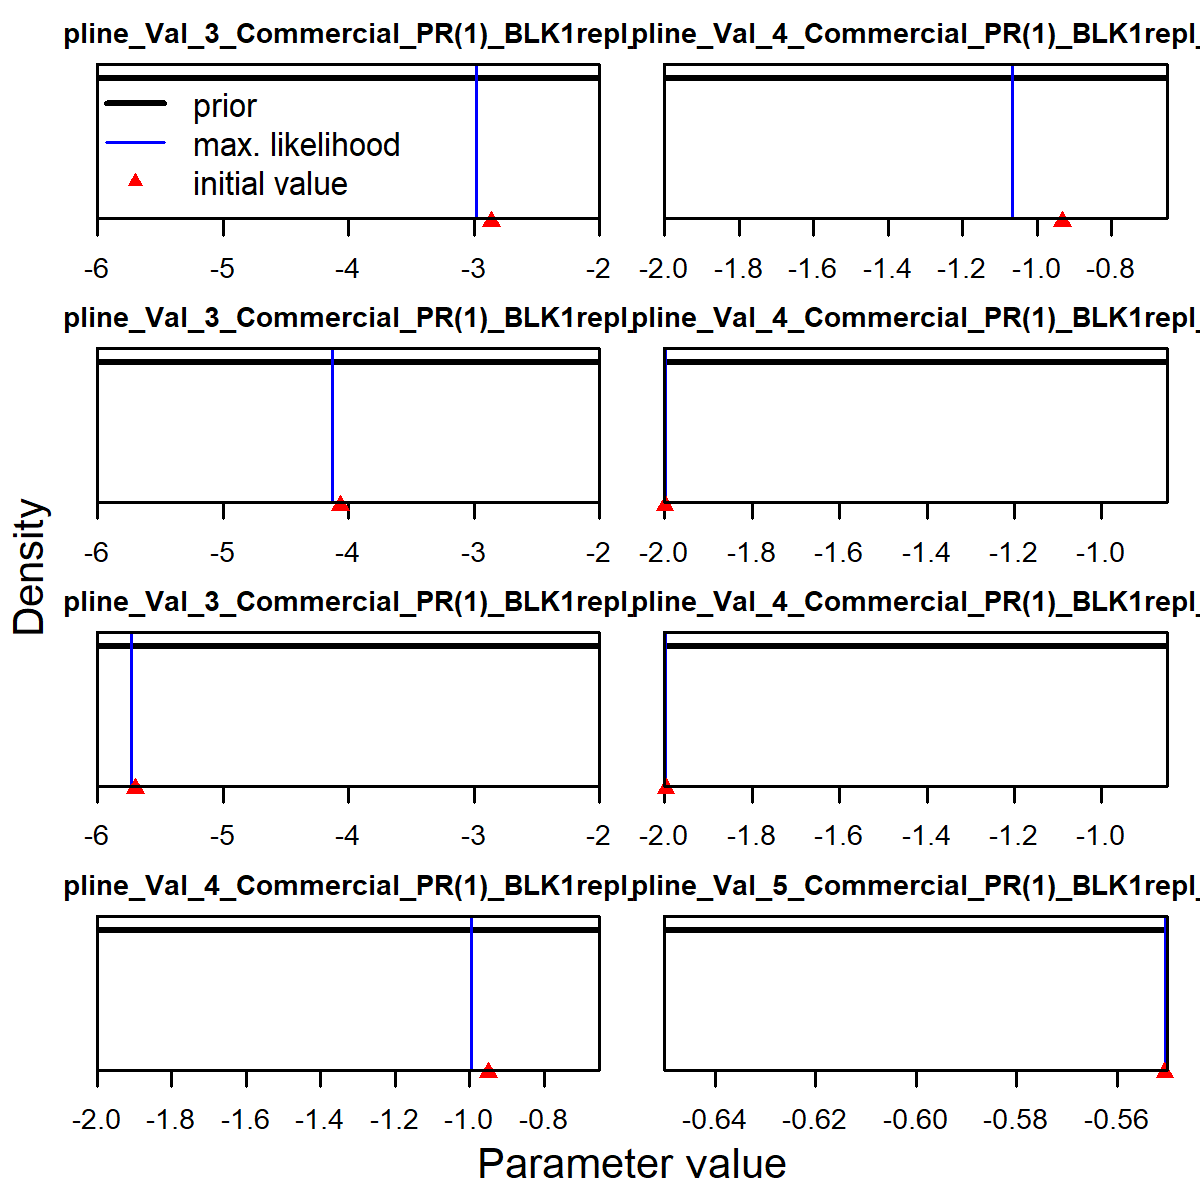 pline_Val_3_Commercial_PR(1)_BLK1repl_ pline_Val_4_Commercial_PR(1)_BLK1repl_
prior
max. likelihood
initial value
-6 -5 -4 -3 -2 -2.0 -1.8 -1.6 -1.4 -1.2 -1.0 -0.8
pline_Val_3_Commercial_PR(1)_BLK1repl_ pline_Val_4_Commercial_PR(1)_BLK1repl_
-6 -5 -4 -3 -2 -2.0 -1.8 -1.6 -1.4 -1.2 -1.0
Density
pline_Val_3_Commercial_PR(1)_BLK1repl_ pline_Val_4_Commercial_PR(1)_BLK1repl_
-6 -5 -4 -3 -2 -2.0 -1.8 -1.6 -1.4 -1.2 -1.0
pline_Val_4_Commercial_PR(1)_BLK1repl_ pline_Val_5_Commercial_PR(1)_BLK1repl_
-2.0 -1.8 -1.6 -1.4 -1.2 -1.0 -0.8 -0.64 -0.62 -0.60 -0.58 -0.56
Parameter value